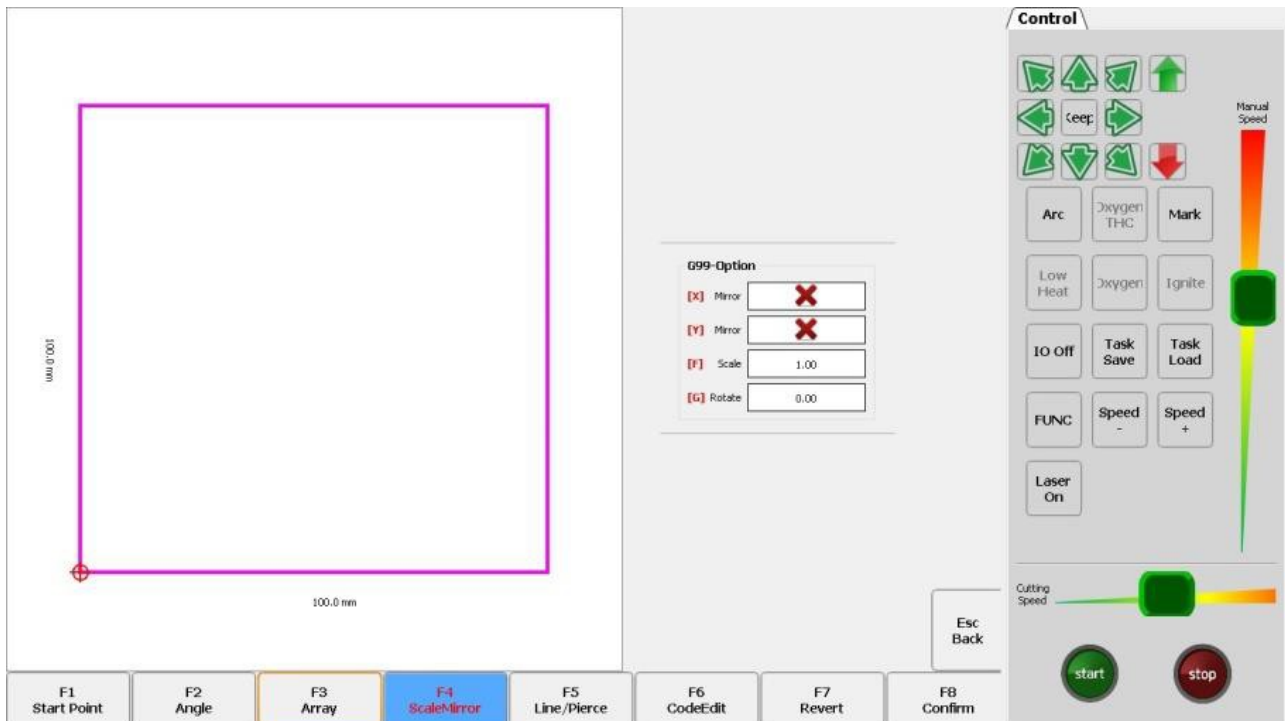 Control
Keep
Manual
Speed
Arc
Oxygen
THC
Mark
Low
Heat
Oxygen
Ignite
IO Off
Task
Save
Task
Load
FUNC
Speed
-
Speed
+
Laser
On
Cutting
Speed
start
stop
100.0 mm
100.0 mm
G99-Option
[X] Mirror
[Y] Mirror
[F] Scale 1.00
[G] Rotate 0.00
Esc
Back
F1
Start Point
F2
Angle
F3
Array
F4
ScaleMirror
F5
Line/Pierce
F6
CodeEdit
F7
Revert
F8
Confirm